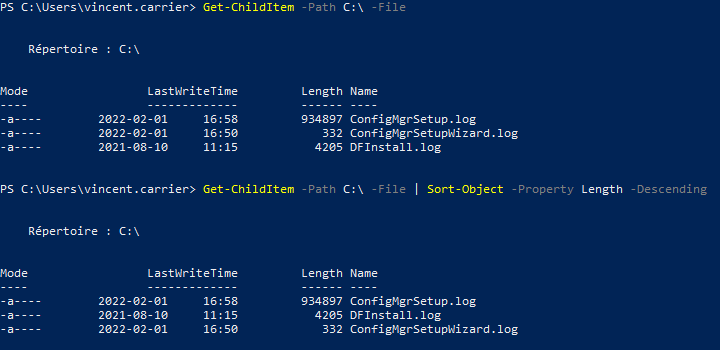 PS C:\Users\vincent.carrier> Get-ChildItem -Path C:\ -File
Répertoire : C:\
Mode LastWriteTime Length Name
---- ------------- ------ ----
-a---- 2022-02-01 16:58 934897 ConfigMgrSetup.log
-a---- 2022-02-01 16:50 332 ConfigMgrSetupWizard.log
-a---- 2021-08-10 11:15 4205 DFInstall.log
PS C:\Users\vincent.carrier> Get-ChildItem -Path C:\ -File | Sort-Object -Property Length -Descending
Répertoire : C:\
Mode LastWriteTime Length Name
---- ------------- ------ ----
-a---- 2022-02-01 16:58 934897 ConfigMgrSetup.log
-a---- 2021-08-10 11:15 4205 DFInstall.log
-a---- 2022-02-01 16:50 332 ConfigMgrSetupWizard.log